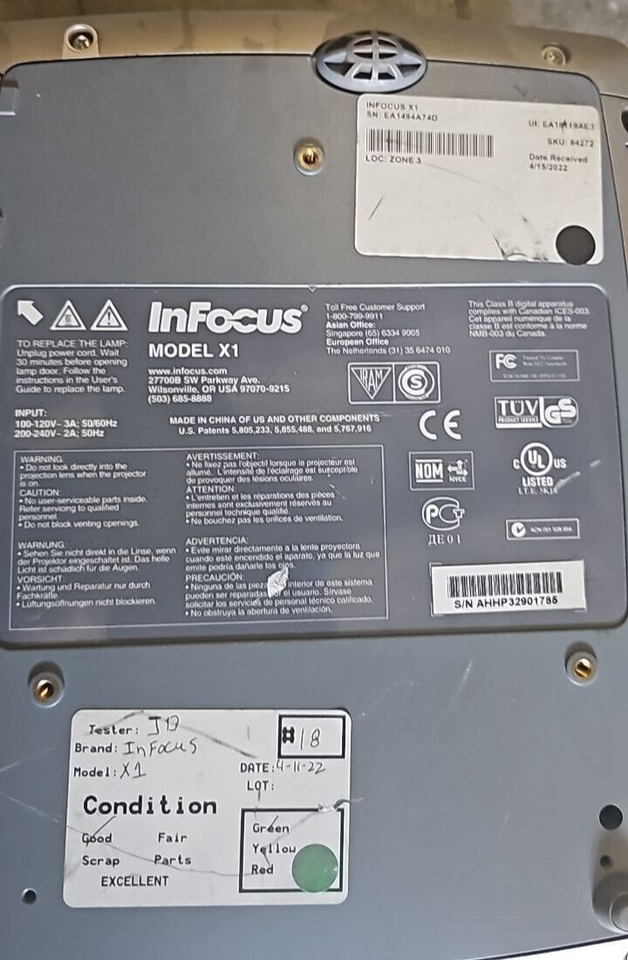 INFOCUS X1
SN: EA1494A74D
SKU: 84272
LOC: ZONE 3
Date Received
4/15/2022
InFocus®
MODEL X1
www.infocus.com
27700B SW Parkway Ave.
Wilsonville, OR USA 97070-9215
(503) 685-8888
Toll Free Customer Support
1-800-799-9911
Asian Office:
Singapore (65) 6334 9005
European Office
The Netherlands (31) 35 6474 010
This Class B digital apparatus
complies with Canadian ICES-003.
Cet appareil numérique de la
classe B est conforme à la norme
NMB-003 du Canada.
TO REPLACE THE LAMP:
Unplug power cord. Wait
30 minutes before opening
lamp door. Follow the
instructions in the User's
Guide to replace the lamp.
INPUT:
100-120V~ 3A; 50/60Hz
200-240V~ 2A; 50Hz
MADE IN CHINA OF US AND OTHER COMPONENTS
U.S. Patents 5,805,233, 5,855,488, and 5,767,916
FC
TÜV GS
PRODUCT SERVICE
CE
S
NOM
NYCE
C UL US
LISTED
РС
ДЕ 0 1
WARNING:
• Do not look directly into the
projection lens when the projector
is on.
CAUTION:
• No user-serviceable parts inside.
Refer servicing to qualified
personnel.
• Do not block venting openings.
AVERTISSEMENT:
• Ne fixez pas l'objectif lorsque le projecteur est
allumé. L'intensité de l'éclairage est susceptible
de provoquer des lésions oculaires.
ATTENTION:
• L'entretien et les réparations des pièces
internes sont exclusivement réservés au
personnel technique qualifié.
• Ne bouchez pas les orifices de ventilation.
WARNUNG:
• Sehen Sie nicht direkt in die Linse, wenn
der Projektor eingeschaltet ist. Das helle
Licht ist schädlich für die Augen.
VORSICHT:
• Wartung und Reparatur nur durch
Fachkräfte.
• Lüftungsöffnungen nicht blockieren.
ADVERTENCIA:
• Evite mirar directamente a la lente proyectora
cuando esté encendido el aparato, ya que la luz que
emite podría dañarle los ojos.
PRECAUCIÓN:
• Ninguna de las piezas interior de este sistema
pueden ser reparadas el usuario. Sírvase
solicitar los servicios de personal técnico calificado.
• No obstruya la abertura de ventilación.
S/N AHHP32901785
Tester: JD
Brand: InFocus
Model: X1
#18
DATE: 4-11-22
LOT:
Condition
Good Fair
Scrap Parts
EXCELLENT
Green
Yellow
Red